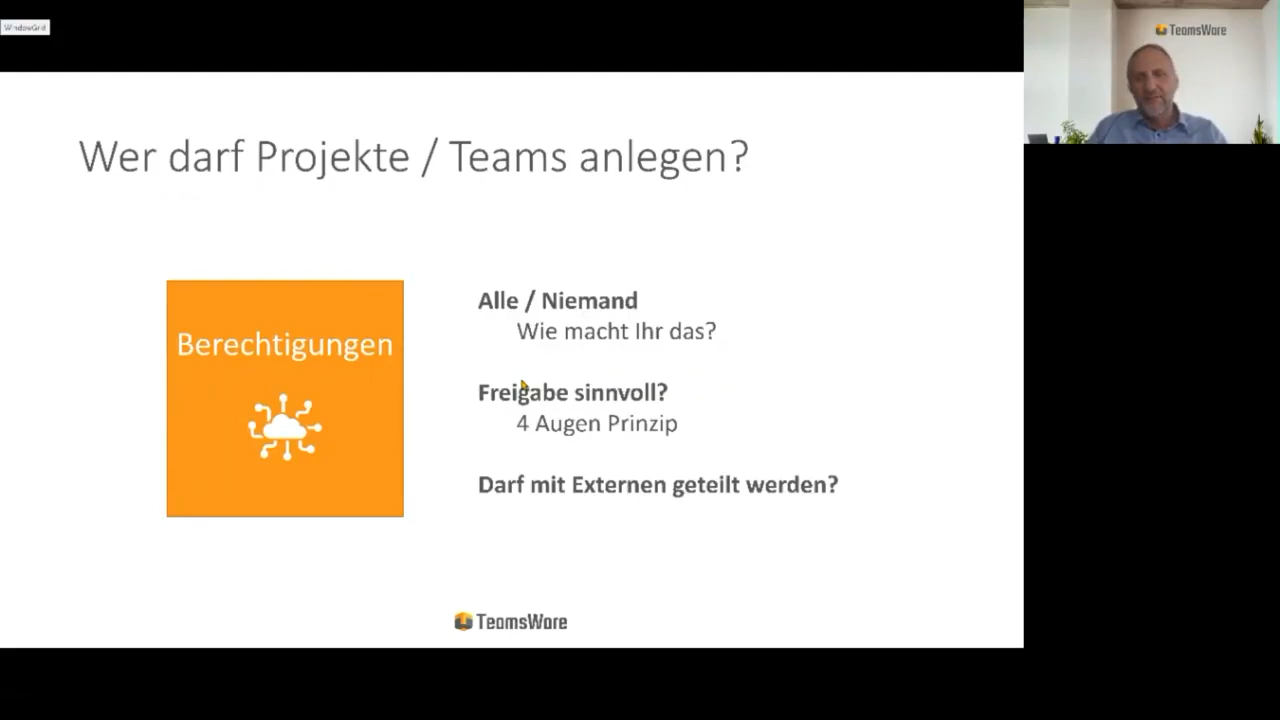 WindowGrid
TeamsWare
Wer darf Projekte / Teams anlegen?
Berechtigungen
Alle / Niemand
Wie macht Ihr das?
Freigabe sinnvoll?
4 Augen Prinzip
Darf mit Externen geteilt werden?
TeamsWare